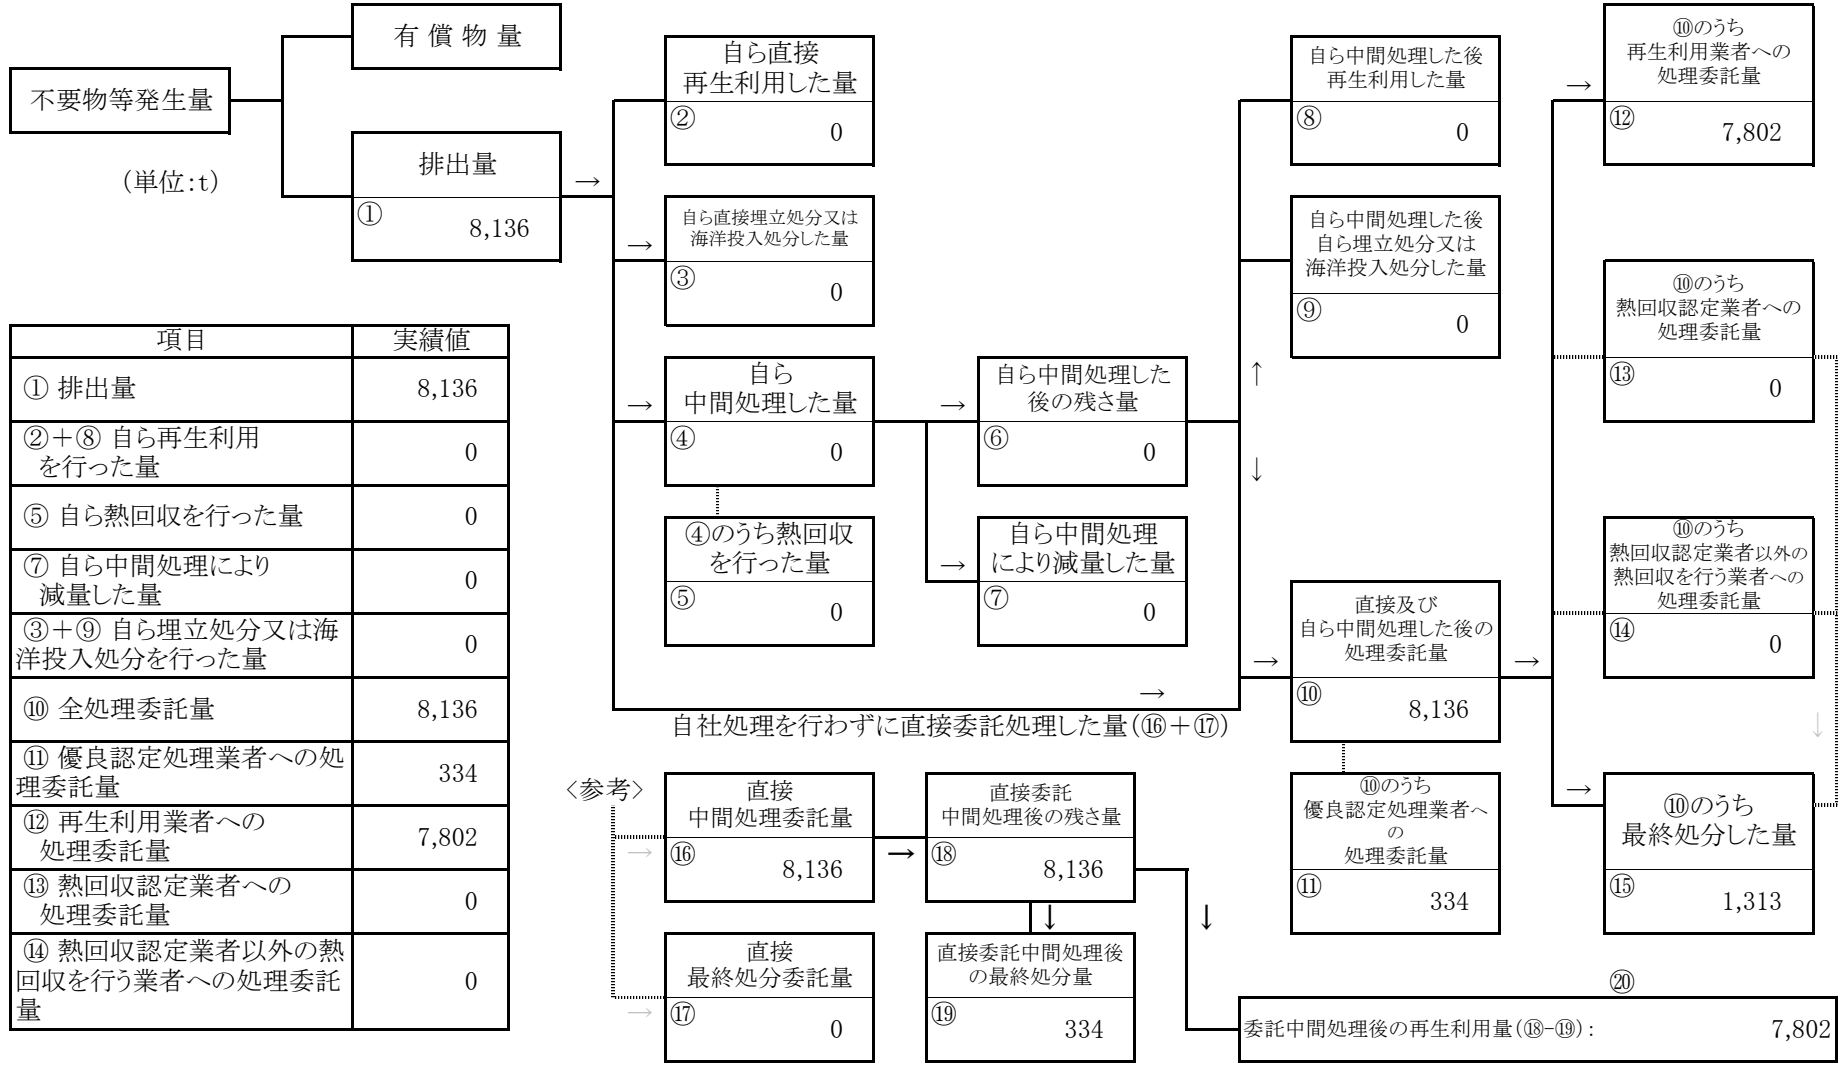 有 償 物 量
不要物等発生量
(単位:t)
排出量
①
8,136
→
自ら直接
再生利用した量
②
0
→
自ら直接埋立処分又は
海洋投入処分した量
③
0
→
自ら
中間処理した量
④
0
④のうち熱回収
を行った量
⑤
0
→
自ら中間処理した
後の残さ量
⑥
0
→
自ら中間処理
により減量した量
⑦
0
自ら中間処理した後
再生利用した量
⑧
0
自ら中間処理した後
自ら埋立処分又は
海洋投入処分した量
⑨
0
↑
↓
→
自社処理を行わずに直接委託処理した量(⑯+⑰)
→
直接及び
自ら中間処理した後の
処理委託量
⑩
8,136
⑩のうち
優良認定処理業者へ
の
処理委託量
⑪
334
→
→
⑩のうち
再生利用業者への
処理委託量
⑫
7,802
⑩のうち
熱回収認定業者への
処理委託量
⑬
0
⑩のうち
熱回収認定業者以外の
熱回収を行う業者への
処理委託量
⑭
0
↓
→
⑩のうち
最終処分した量
⑮
1,313
項目 実績値
① 排出量 8,136
②+⑧ 自ら再生利用
を行った量 0
⑤ 自ら熱回収を行った量 0
⑦ 自ら中間処理により
減量した量 0
③+⑨ 自ら埋立処分又は海
洋投入処分を行った量 0
⑩ 全処理委託量 8,136
⑪ 優良認定処理業者への処
理委託量 334
⑫ 再生利用業者への
処理委託量 7,802
⑬ 熱回収認定業者への
処理委託量 0
⑭ 熱回収認定業者以外の熱
回収を行う業者への処理委託
量 0
<参考>
→
直接
中間処理委託量
⑯
8,136
→
直接委託
中間処理後の残さ量
⑱
8,136
↓
↓
→
直接
最終処分委託量
⑰
0
直接委託中間処理後
の最終処分量
⑲
334
⑳
委託中間処理後の再生利用量(⑱-⑲): 7,802